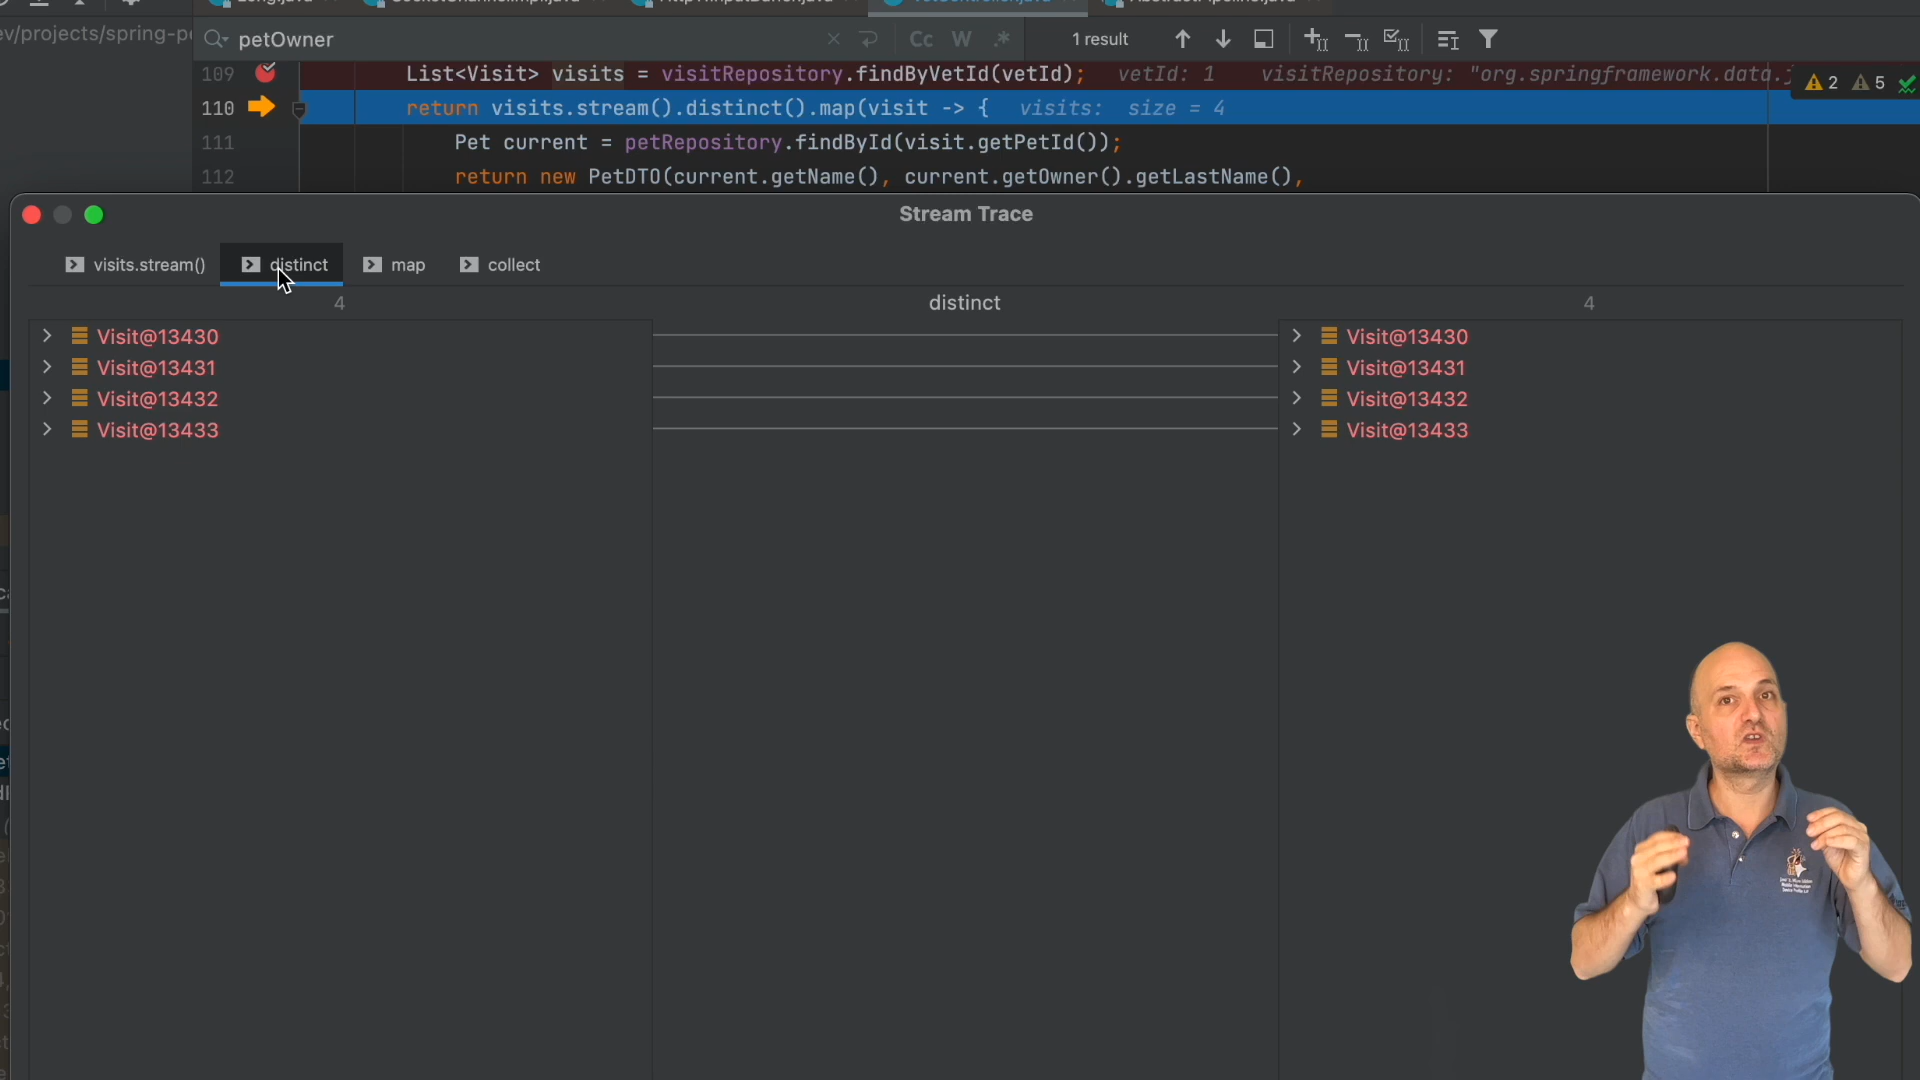 petOwner
Cc W .*
1 result
109 List<Visit> visits = visitRepository.findByVetId(vetId); vetId: 1 visitRepository: "org.springframework.data.j
2 5
110 return visits.stream().distinct().map(visit -> { visits: size = 4
111 Pet current = petRepository.findById(visit.getPetId());
112 return new PetDTO(current.getName(), current.getOwner().getLastName(),
Stream Trace
visits.stream() distinct map collect
4 distinct 4
Visit@13430 Visit@13430
Visit@13431 Visit@13431
Visit@13432 Visit@13432
Visit@13433 Visit@13433